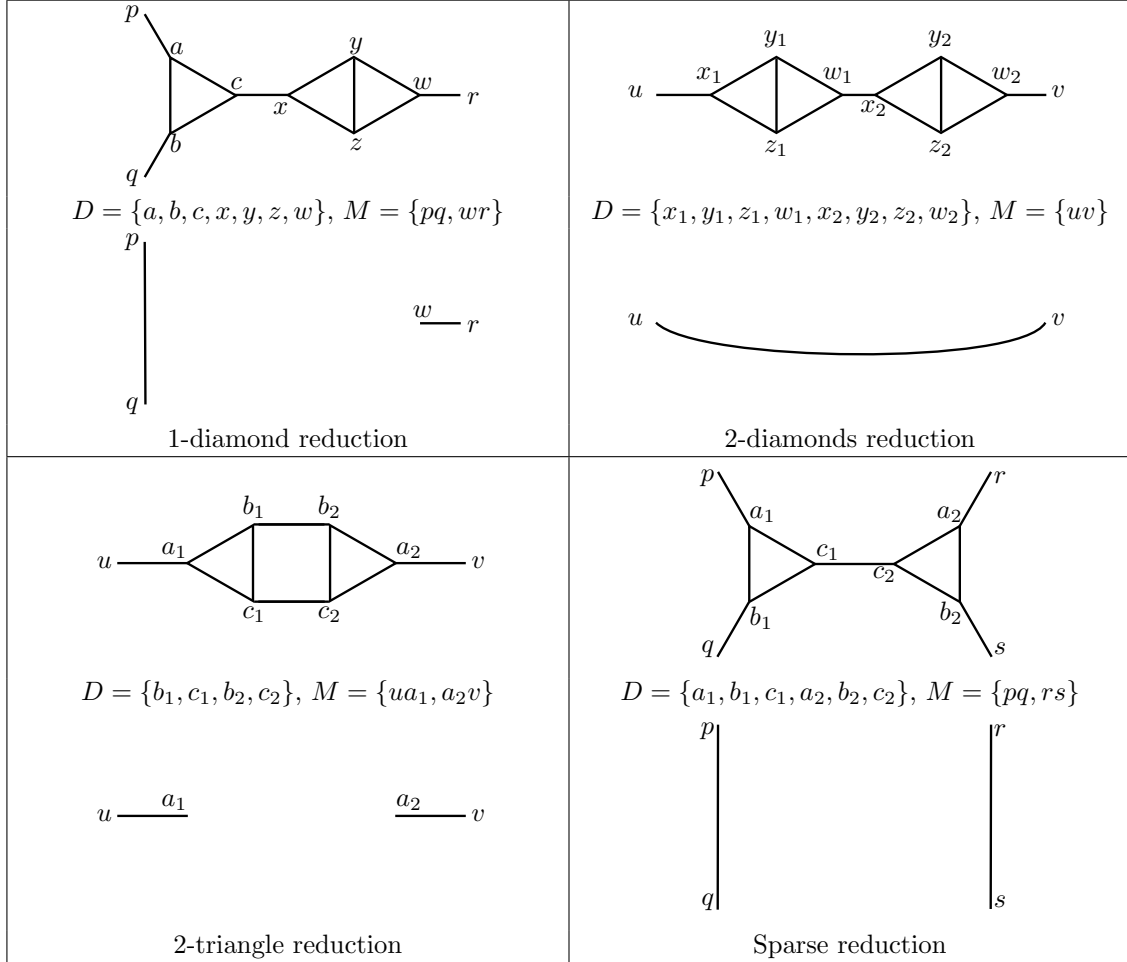 p
a
y
c
w
x
r
b
z
q
D = {a, b, c, x, y, z, w}, M = {pq, wr}
p
w
r
q
1-diamond reduction
y₁
y₂
x₁
w₁
w₂
u
x₂
v
z₁
z₂
D = {x₁, y₁, z₁, w₁, x₂, y₂, z₂, w₂}, M = {uv}
u
v
2-diamonds reduction
b₁
b₂
a₁
a₂
u
v
c₁
c₂
D = {b₁, c₁, b₂, c₂}, M = {ua₁, a₂v}
a₁
a₂
u
v
2-triangle reduction
p
r
a₁
a₂
c₁
c₂
b₁
b₂
q
s
D = {a₁, b₁, c₁, a₂, b₂, c₂}, M = {pq, rs}
p
r
q
s
Sparse reduction